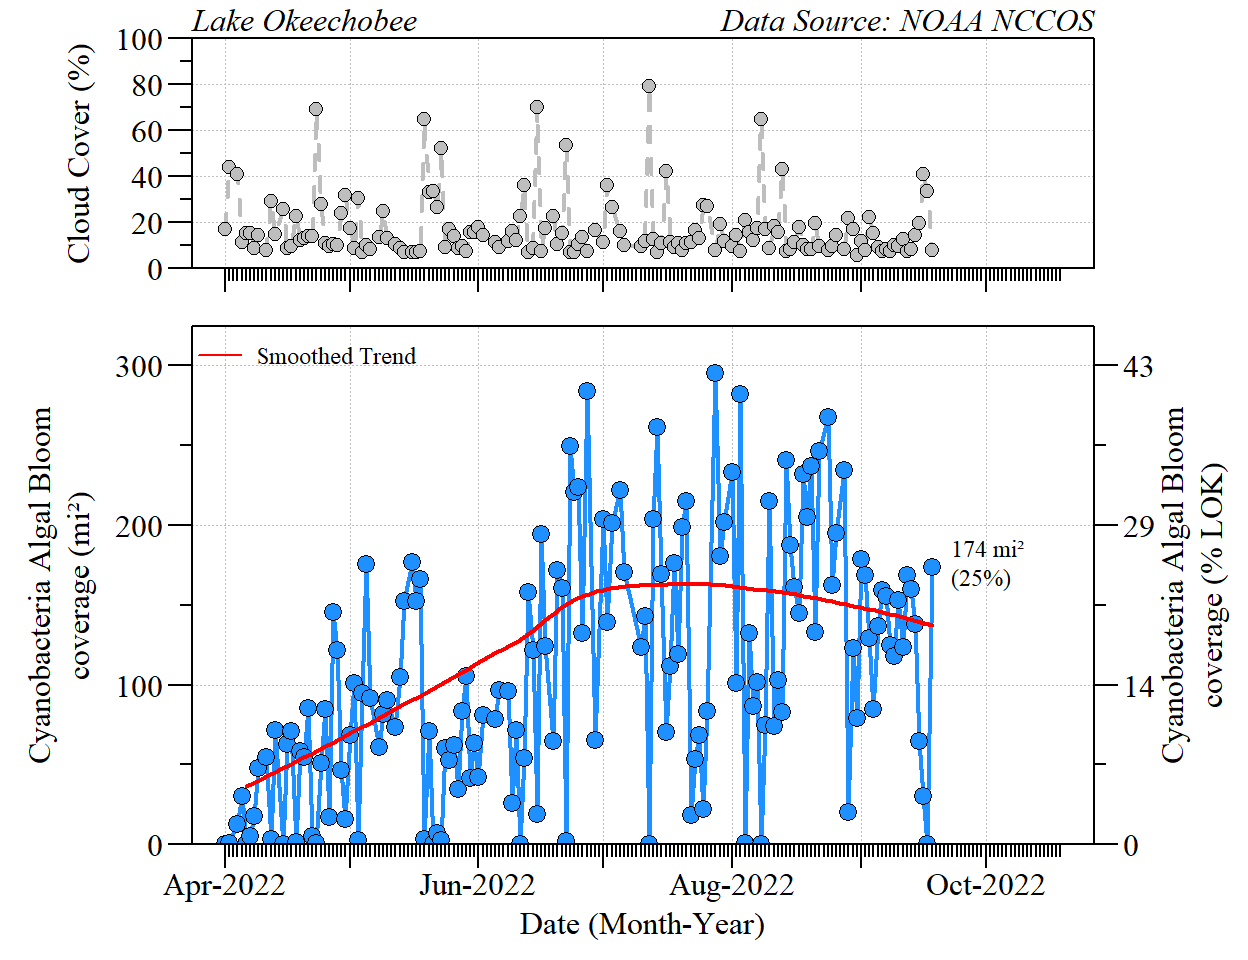 Lake Okeechobee
Data Source: NOAA NCCOS
Cloud Cover (%)
100
80
60
40
20
0
Smoothed Trend
Cyanobacteria Algal Bloom
coverage (mi²)
300
200
100
0
174 mi²
(25%)
43
29
14
0
Cyanobacteria Algal Bloom
coverage (% LOK)
Apr-2022
Jun-2022
Aug-2022
Oct-2022
Date (Month-Year)